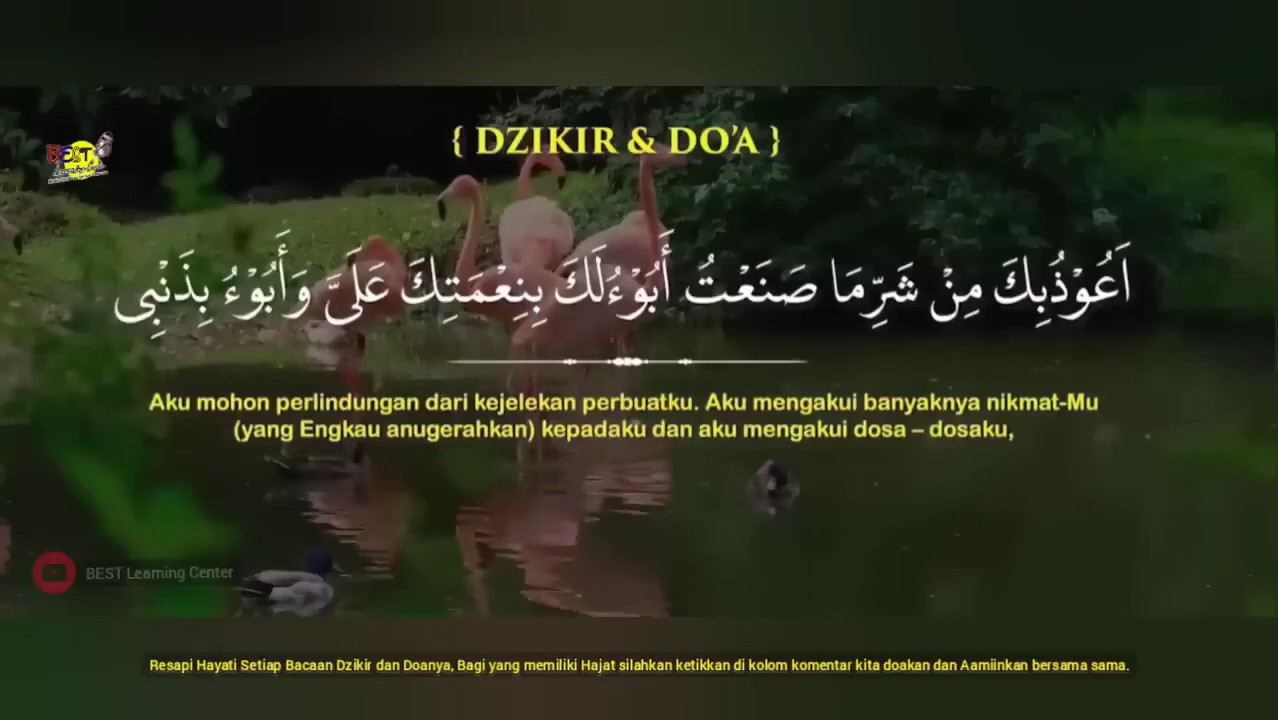 { DZIKIR & DO'A }
BEST
اَعُوْذُبِكَ مِنْ شَرِّمَا صَنَعْتُ أَبُوْءُلَكَ بِنِعْمَتِكَ عَلَىَّ وَأَبُوْءُ بِذَنْبِى
Aku mohon perlindungan dari kejelekan perbuatku. Aku mengakui banyaknya nikmat-Mu
(yang Engkau anugerahkan) kepadaku dan aku mengakui dosa – dosaku,
BEST Learning Center
Resapi Hayati Setiap Bacaan Dzikir dan Doanya, Bagi yang memiliki Hajat silahkan ketikkan di kolom komentar kita doakan dan Aamiinkan bersama sama.